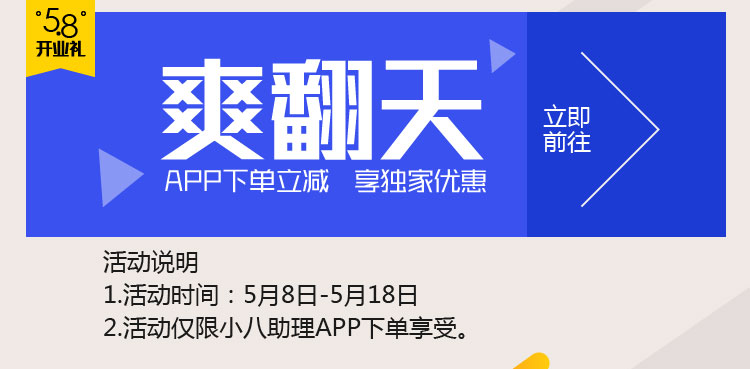 5.8
开业礼
爽翻天
APP下单立减 享独家优惠
立即
前往
活动说明
1.活动时间：5月8日-5月18日
2.活动仅限小八助理APP下单享受。